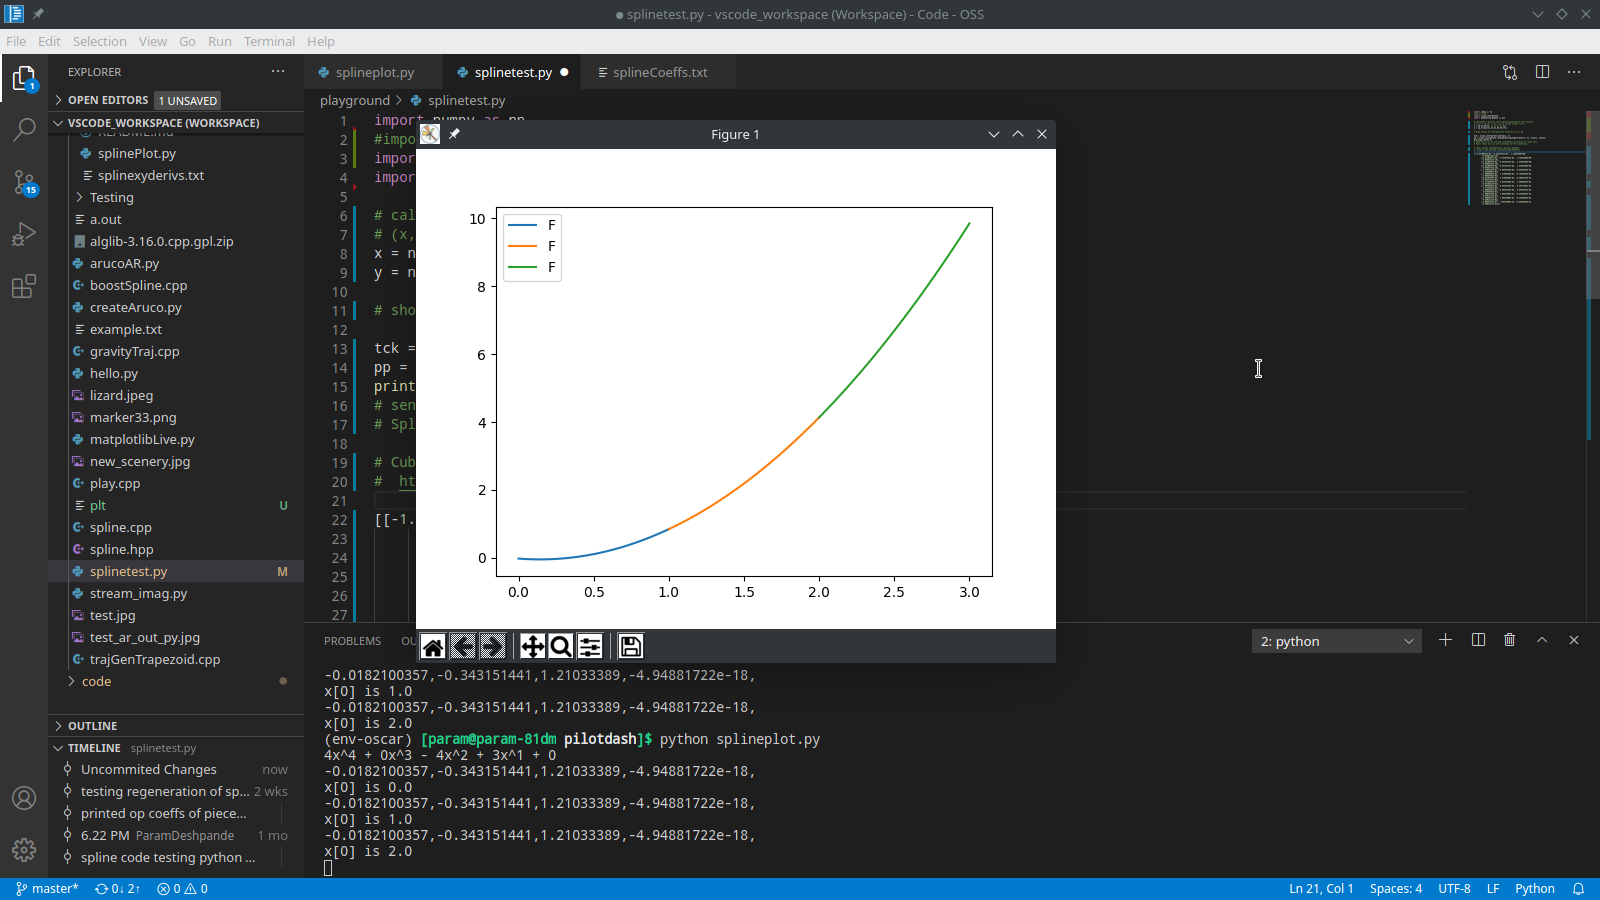 splinetest.py - vscode_workspace (Workspace) - Code - OSS
File Edit Selection View Go Run Terminal Help
EXPLORER
OPEN EDITORS 1 UNSAVED
VSCODE_WORKSPACE (WORKSPACE)
README.md
splinePlot.py
splinexyderivs.txt
Testing
a.out
alglib-3.16.0.cpp.gpl.zip
arucoAR.py
boostSpline.cpp
createAruco.py
example.txt
gravityTraj.cpp
hello.py
lizard.jpeg
marker33.png
matplotlibLive.py
new_scenery.jpg
play.cpp
plt U
spline.cpp
spline.hpp
splinetest.py M
stream_imag.py
test.jpg
test_ar_out_py.jpg
trajGenTrapezoid.cpp
code
OUTLINE
TIMELINE splinetest.py
Uncommited Changes now
testing regeneration of sp... 2 wks
printed op coeffs of piece...
6.22 PM ParamDeshpande 1 mo
spline code testing python ...
1
15
splineplot.py splinetest.py splineCoeffs.txt
playground > splinetest.py
1 import numpy as np
2 #impo
3 impor
4 impor
5
6 # cal
7 # (x,
8 x = n
9 y = n
10
11 # sho
12
13 tck =
14 pp =
15 print
16 # sen
17 # Spl
18
19 # Cub
20 # ht
21
22 [[-1.
23
24
25
26
27
Figure 1
F
F
F
10
8
6
4
2
0
0.0 0.5 1.0 1.5 2.0 2.5 3.0
PROBLEMS OU
2: python
-0.0182100357,-0.343151441,1.21033389,-4.94881722e-18,
x[0] is 1.0
-0.0182100357,-0.343151441,1.21033389,-4.94881722e-18,
x[0] is 2.0
(env-oscar) [param@param-81dm pilotdash]$ python splineplot.py
4x^4 + 0x^3 - 4x^2 + 3x^1 + 0
-0.0182100357,-0.343151441,1.21033389,-4.94881722e-18,
x[0] is 0.0
-0.0182100357,-0.343151441,1.21033389,-4.94881722e-18,
x[0] is 1.0
-0.0182100357,-0.343151441,1.21033389,-4.94881722e-18,
x[0] is 2.0
master* 0↓ 2↑ 0 0
Ln 21, Col 1 Spaces: 4 UTF-8 LF Python